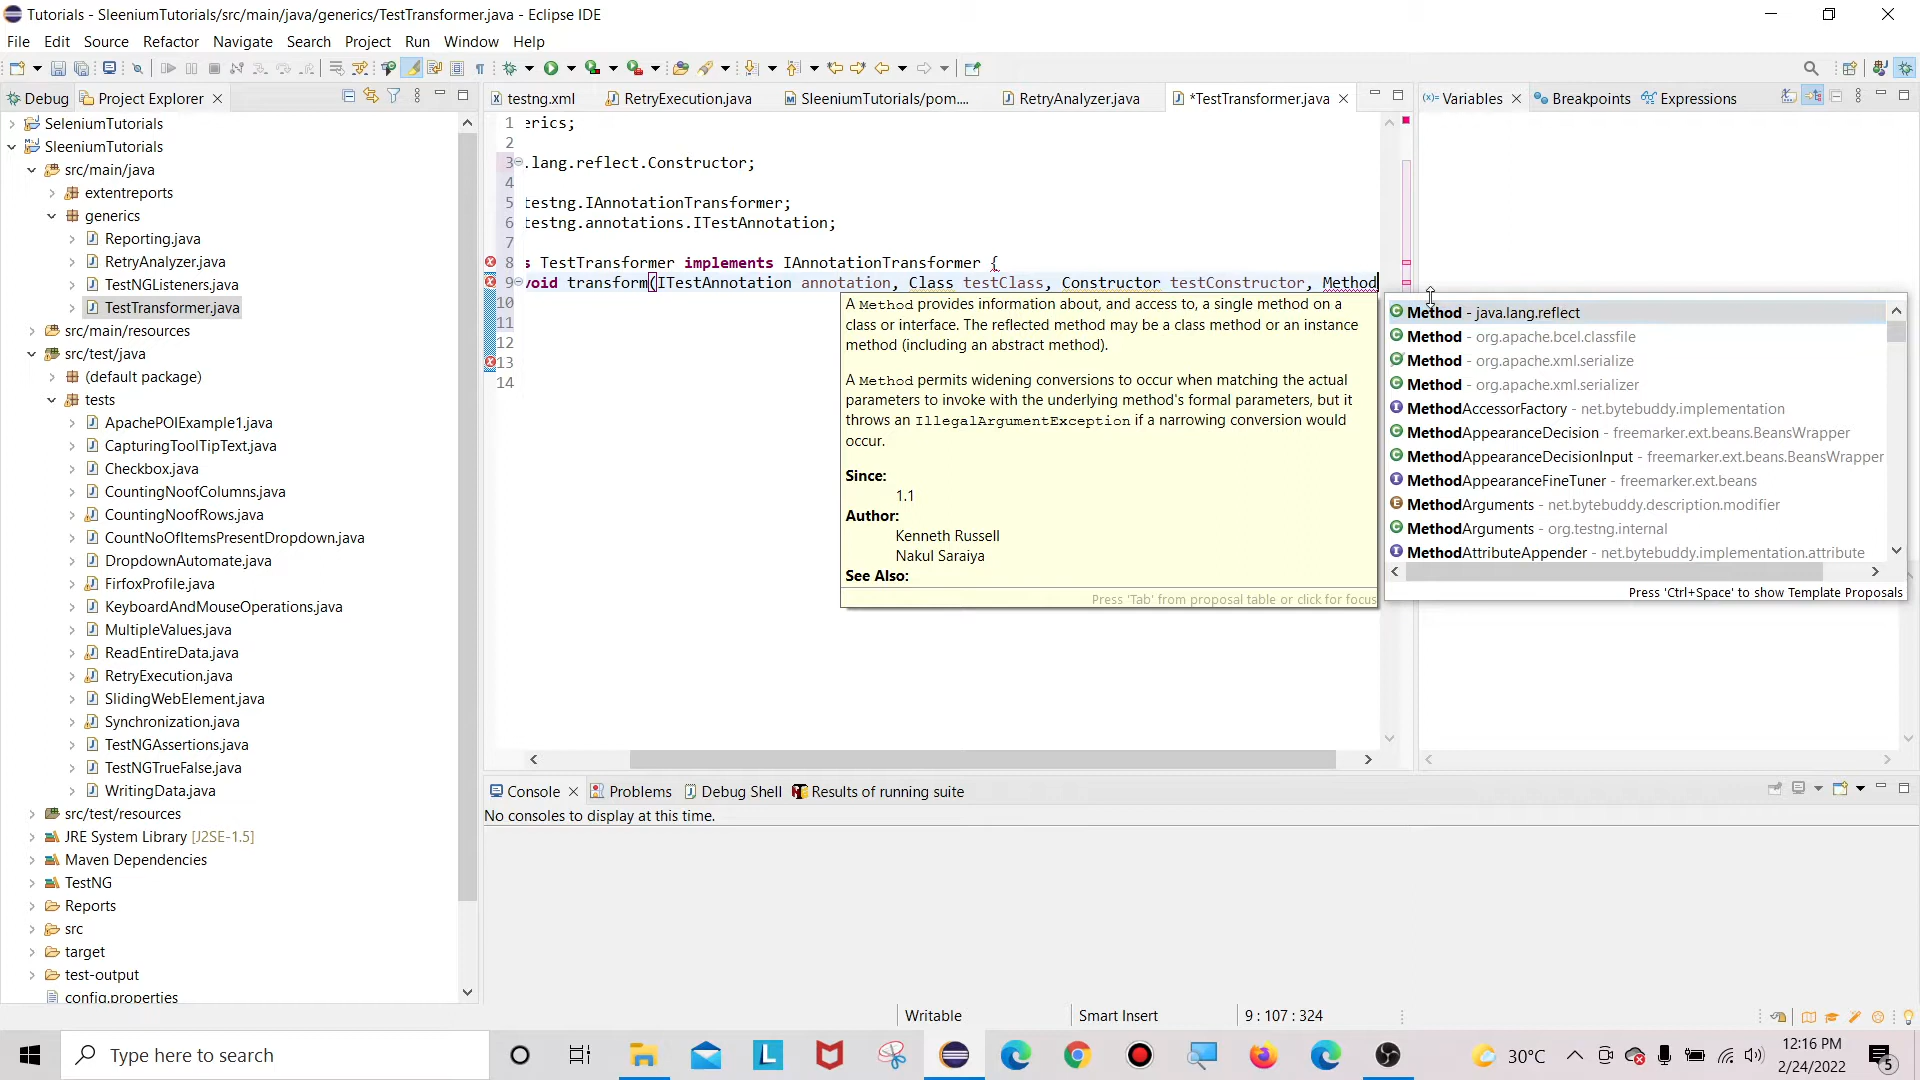 Tutorials - SleeniumTutorials/src/main/java/generics/TestTransformer.java - Eclipse IDE
File Edit Source Refactor Navigate Search Project Run Window Help
Debug Project Explorer
testng.xml RetryExecution.java SleeniumTutorials/pom.... RetryAnalyzer.java *TestTransformer.java
Variables Breakpoints Expressions
SeleniumTutorials
SleeniumTutorials
src/main/java
extentreports
generics
Reporting.java
RetryAnalyzer.java
TestNGListeners.java
TestTransformer.java
src/main/resources
src/test/java
(default package)
tests
ApachePOIExample1.java
CapturingToolTipText.java
Checkbox.java
CountingNoofColumns.java
CountingNoofRows.java
CountNoOfItemsPresentDropdown.java
DropdownAutomate.java
FirfoxProfile.java
KeyboardAndMouseOperations.java
MultipleValues.java
ReadEntireData.java
RetryExecution.java
SlidingWebElement.java
Synchronization.java
TestNGAssertions.java
TestNGTrueFalse.java
WritingData.java
src/test/resources
JRE System Library [J2SE-1.5]
Maven Dependencies
TestNG
Reports
src
target
test-output
config.properties
1 erics;
2
3 .lang.reflect.Constructor;
4
5 testng.IAnnotationTransformer;
6 testng.annotations.ITestAnnotation;
7
8 s TestTransformer implements IAnnotationTransformer {
9 void transform(ITestAnnotation annotation, Class testClass, Constructor testConstructor, Method
10
11
12
13
14
A Method provides information about, and access to, a single method on a
class or interface. The reflected method may be a class method or an instance
method (including an abstract method).
A Method permits widening conversions to occur when matching the actual
parameters to invoke with the underlying method's formal parameters, but it
throws an IllegalArgumentException if a narrowing conversion would
occur.
Since:
1.1
Author:
Kenneth Russell
Nakul Saraiya
See Also:
Press 'Tab' from proposal table or click for focus
Method - java.lang.reflect
Method - org.apache.bcel.classfile
Method - org.apache.xml.serialize
Method - org.apache.xml.serializer
MethodAccessorFactory - net.bytebuddy.implementation
MethodAppearanceDecision - freemarker.ext.beans.BeansWrapper
MethodAppearanceDecisionInput - freemarker.ext.beans.BeansWrapper
MethodAppearanceFineTuner - freemarker.ext.beans
MethodArguments - net.bytebuddy.description.modifier
MethodArguments - org.testng.internal
MethodAttributeAppender - net.bytebuddy.implementation.attribute
Press 'Ctrl+Space' to show Template Proposals
Console Problems Debug Shell Results of running suite
No consoles to display at this time.
Writable Smart Insert 9 : 107 : 324
Type here to search
30°C
12:16 PM
2/24/2022
5